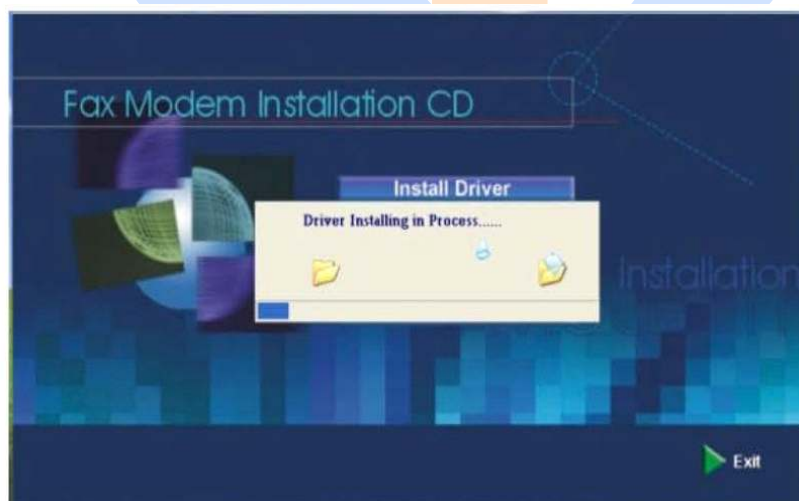 Fax Modem Installation CD
Install Driver
Driver Installing in Process......
Installation
Exit